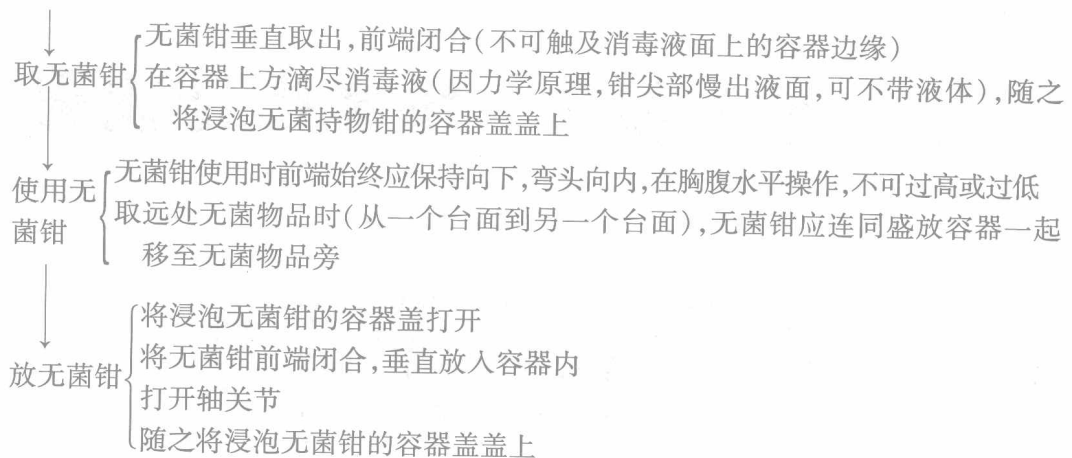 无菌钳垂直取出,前端闭合(不可触及消毒液面上的容器边缘)
取无菌钳
在容器上方滴尽消毒液(因力学原理,钳尖部慢出液面,可不带液体),随之
将浸泡无菌持物钳的容器盖盖上
使用无
菌钳
无菌钳使用时前端始终应保持向下,弯头向内,在胸腹水平操作,不可过高或过低
取远处无菌物品时(从一个台面到另一个台面),无菌钳应连同盛放容器一起
移至无菌物品旁
放无菌钳
将浸泡无菌钳的容器盖打开
将无菌钳前端闭合,垂直放入容器内
打开轴关节
随之将浸泡无菌钳的容器盖盖上